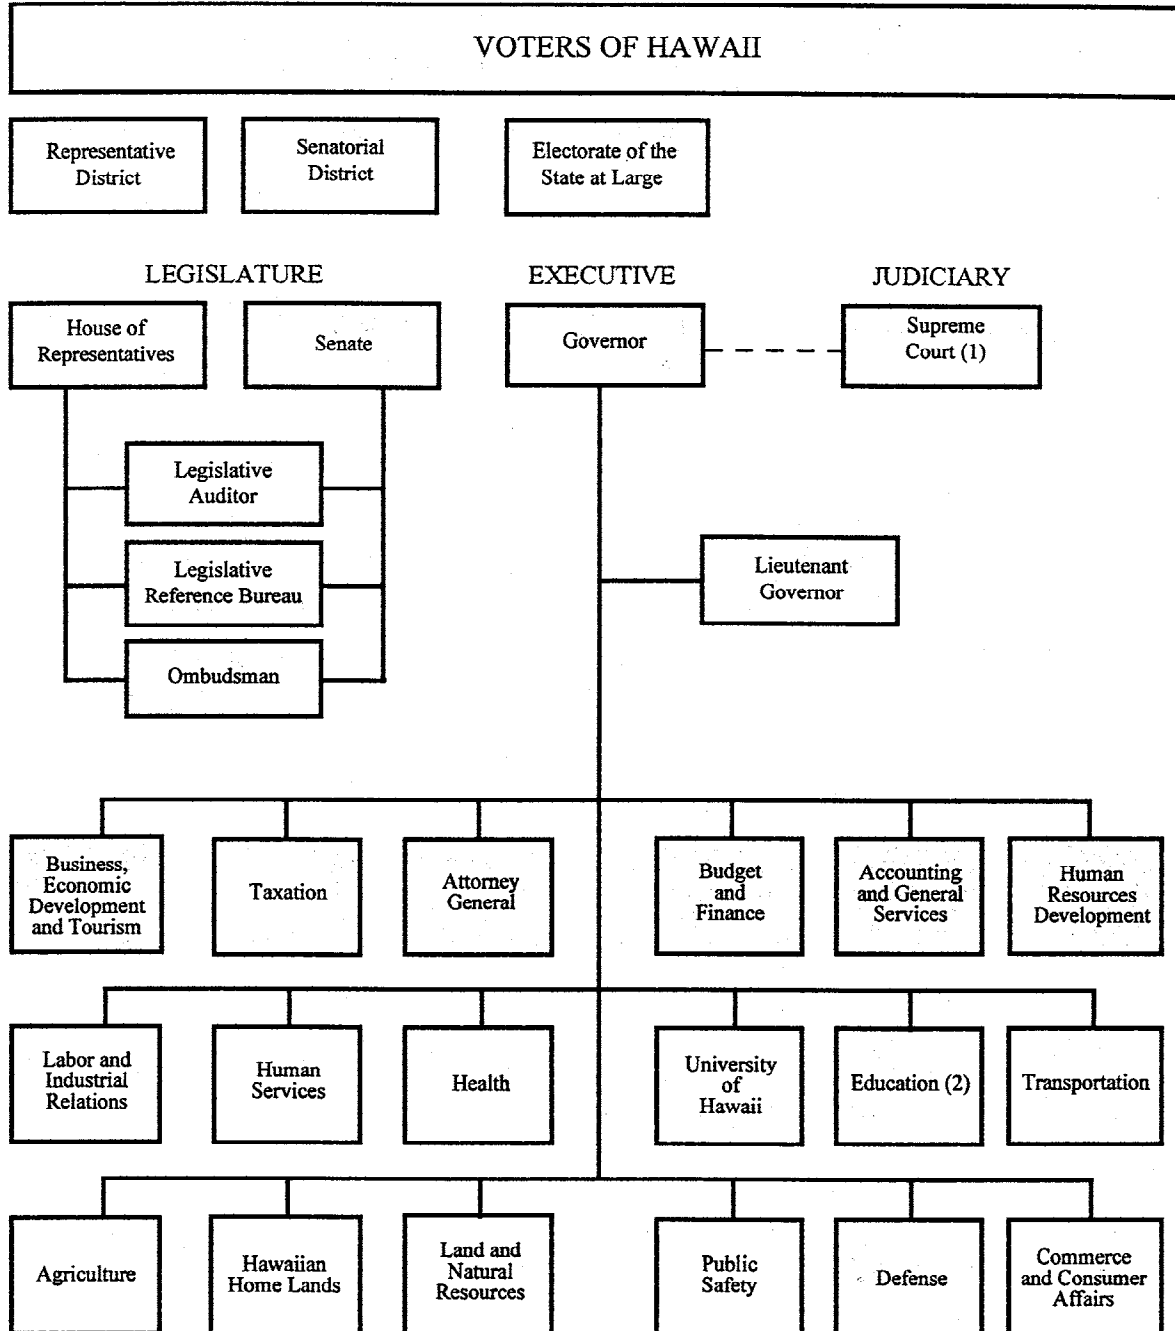 VOTERS OF HAWAII
Representative
District
Senatorial
District
Electorate of the
State at Large
LEGISLATURE
EXECUTIVE
JUDICIARY
House of
Representatives
Senate
Governor
Supreme
Court (1)
Legislative
Auditor
Legislative
Reference Bureau
Ombudsman
Lieutenant
Governor
Business,
Economic
Development
and Tourism
Taxation
Attorney
General
Budget
and
Finance
Accounting
and General
Services
Human
Resources
Development
Labor and
Industrial
Relations
Human
Services
Health
University
of
Hawaii
Education (2)
Transportation
Agriculture
Hawaiian
Home Lands
Land and
Natural
Resources
Public
Safety
Defense
Commerce
and Consumer
Affairs